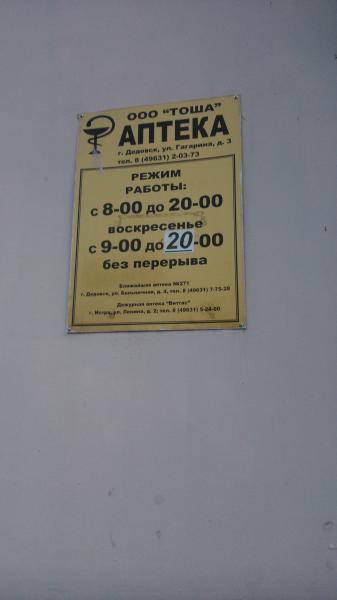 ООО "ТОША"
АПТЕКА
г. Дедовск, ул. Гагарина, д. 3
тел. 8 (49631) 2-03-73
РЕЖИМ
РАБОТЫ:
с 8-00 до 20-00
воскресенье
с 9-00 до 20-00
без перерыва
Ближайшая аптека №271
г. Дедовск, ул. Больничная, д. 4, тел. 8 (49631) 7-75-28
Дежурная аптека "Витпас"
г. Истра, ул. Ленина, д. 2; тел. 8 (49631) 5-24-00